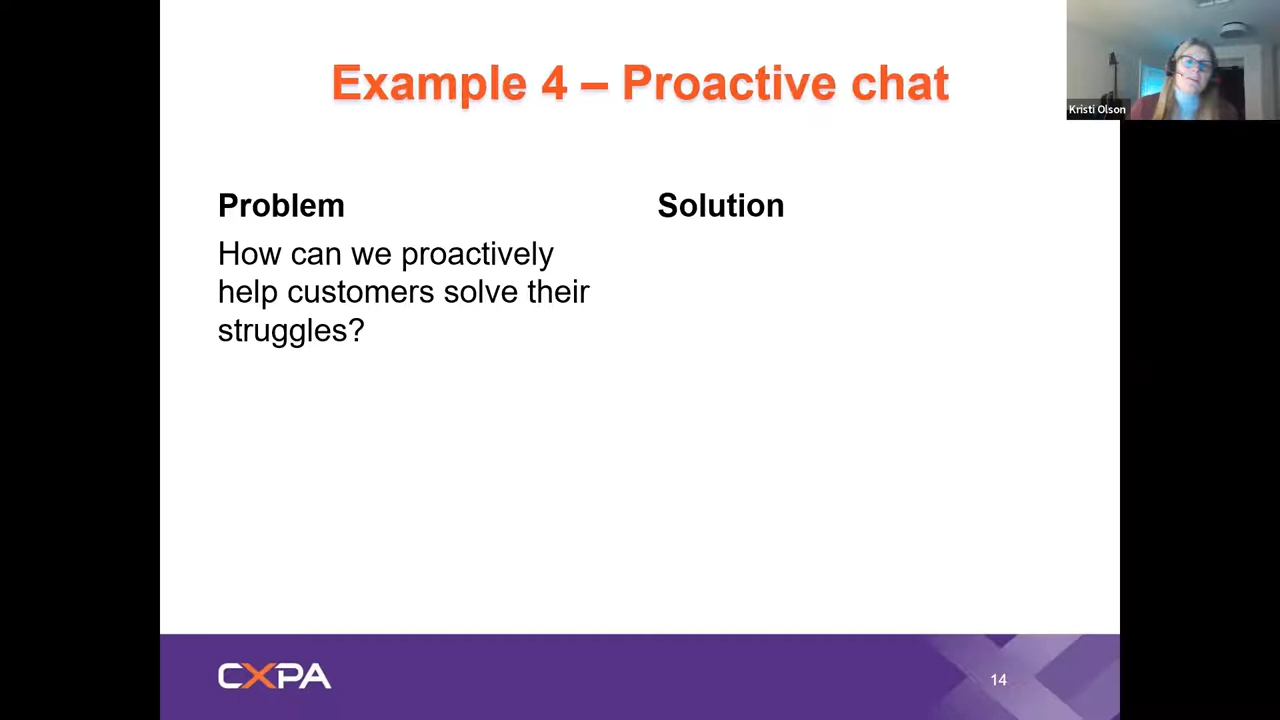 Example 4 – Proactive chat
Kristi Olson
Problem
How can we proactively
help customers solve their
struggles?
Solution
CXPA
14